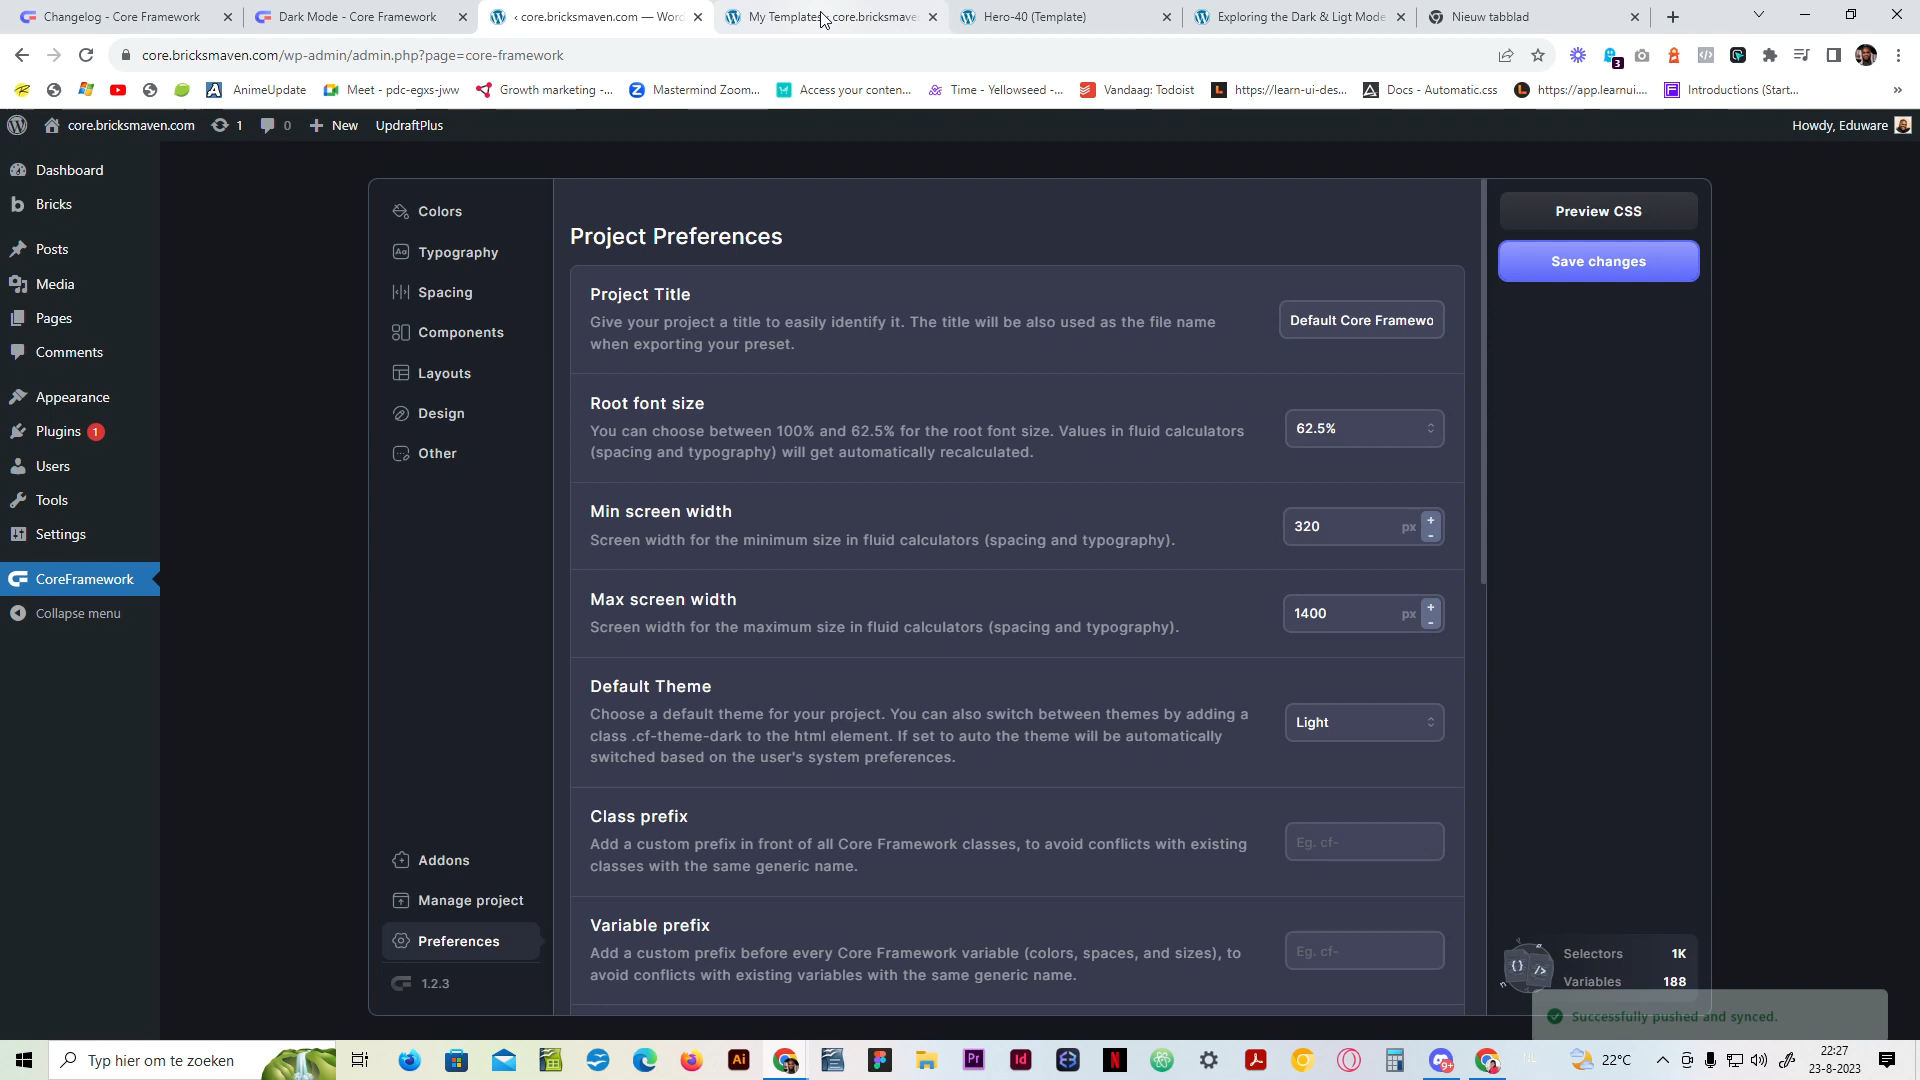 Changelog - Core Framework
Dark Mode - Core Framework
‹ core.bricksmaven.com — Word
My Templates
core.bricksmave
Hero-40 (Template)
Exploring the Dark & Ligt Mode
Nieuw tabblad
core.bricksmaven.com/wp-admin/admin.php?page=core-framework
3
AnimeUpdate
Meet - pdc-egxs-jww
Growth marketing -...
Mastermind Zoom...
Access your conten...
Time - Yellowseed -...
Vandaag: Todoist
https://learn-ui-des...
Docs - Automatic.css
https://app.learnui....
Introductions (Start...
»
core.bricksmaven.com
1
0
New
UpdraftPlus
Howdy, Eduware
Dashboard
Bricks
Posts
Media
Pages
Comments
Appearance
Plugins 1
Users
Tools
Settings
CoreFramework
Collapse menu
Colors
Typography
Spacing
Components
Layouts
Design
Other
Addons
Manage project
Preferences
1.2.3
Project Preferences
Project Title
Give your project a title to easily identify it. The title will be also used as the file name
when exporting your preset.
Default Core Framewo
Root font size
You can choose between 100% and 62.5% for the root font size. Values in fluid calculators
(spacing and typography) will get automatically recalculated.
62.5%
Min screen width
Screen width for the minimum size in fluid calculators (spacing and typography).
320 px + -
Max screen width
Screen width for the maximum size in fluid calculators (spacing and typography).
1400 px + -
Default Theme
Choose a default theme for your project. You can also switch between themes by adding a
class .cf-theme-dark to the html element. If set to auto the theme will be automatically
switched based on the user's system preferences.
Light
Class prefix
Add a custom prefix in front of all Core Framework classes, to avoid conflicts with existing
classes with the same generic name.
Eg. cf-
Variable prefix
Add a custom prefix before every Core Framework variable (colors, spaces, and sizes), to
avoid conflicts with existing variables with the same generic name.
Eg. cf-
Preview CSS
Save changes
Selectors 1K
Variables 188
Successfully pushed and synced.
Typ hier om te zoeken
Ai
Pr
Id
N
9+
22°C
22:27
23-8-2023